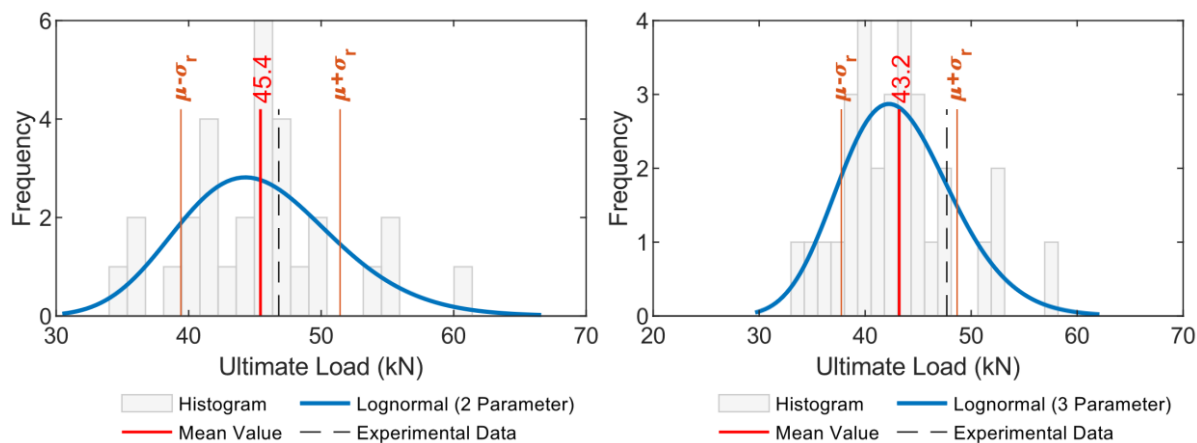 6
4
2
0
Frequency
μ-σr
45.4
μ+σr
30 40 50 60 70
Ultimate Load (kN)
Histogram Lognormal (2 Parameter)
Mean Value Experimental Data
4
3
2
1
0
Frequency
μ-σr
43.2
μ+σr
20 30 40 50 60 70
Ultimate Load (kN)
Histogram Lognormal (3 Parameter)
Mean Value Experimental Data